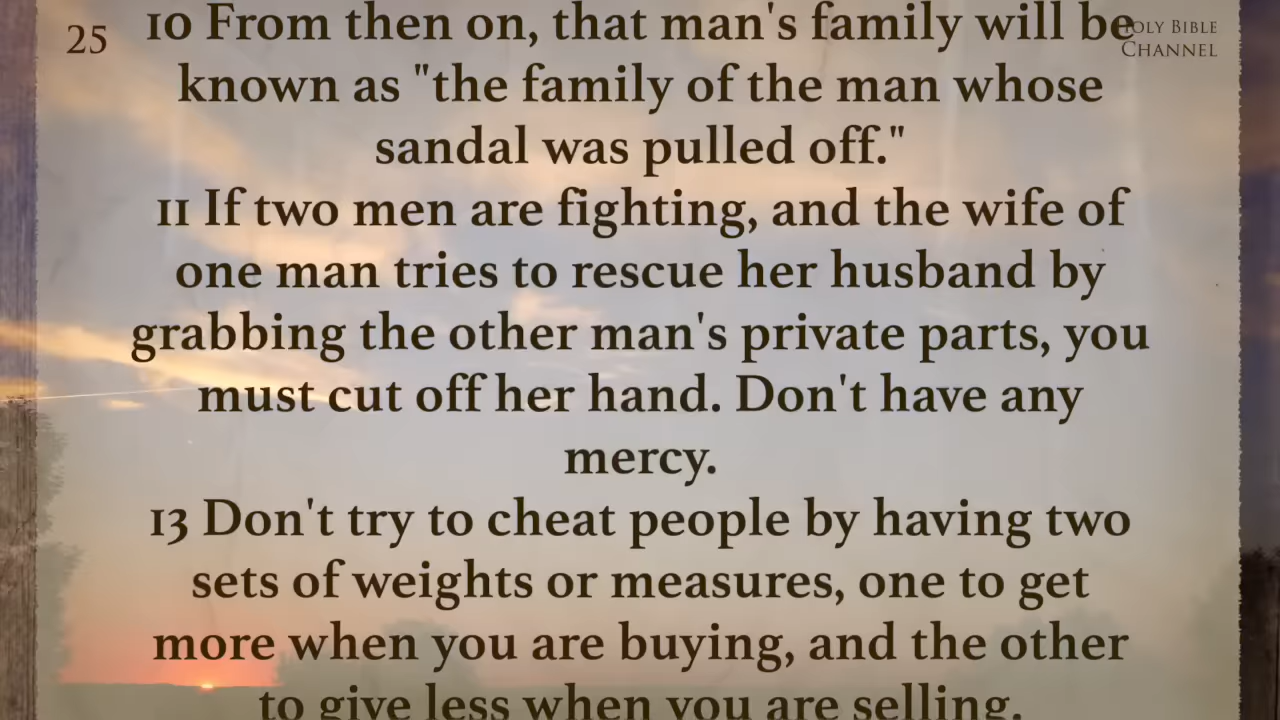 25
10 From then on, that man's family will be
known as "the family of the man whose
sandal was pulled off."
11 If two men are fighting, and the wife of
one man tries to rescue her husband by
grabbing the other man's private parts, you
must cut off her hand. Don't have any
mercy.
13 Don't try to cheat people by having two
sets of weights or measures, one to get
more when you are buying, and the other
to give less when you are selling.
Holy Bible
Channel